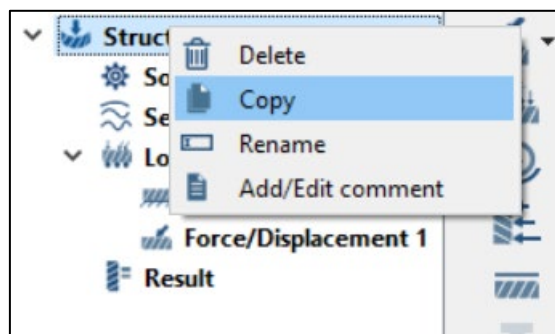 Struct
Delete
So
Copy
Se
Rename
Lo
Add/Edit comment
Force/Displacement 1
Result